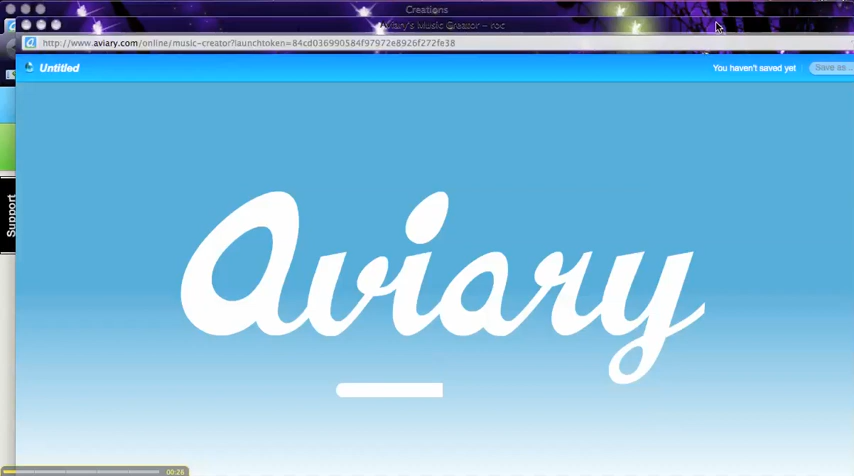 Creations
Aviary's Music Creator – roc
http://www.aviary.com/online/music-creator?launchtoken=84cd036990584f97972e8926f272fe38
Untitled
You haven't saved yet
Save as ...
Support
Aviary
00:26